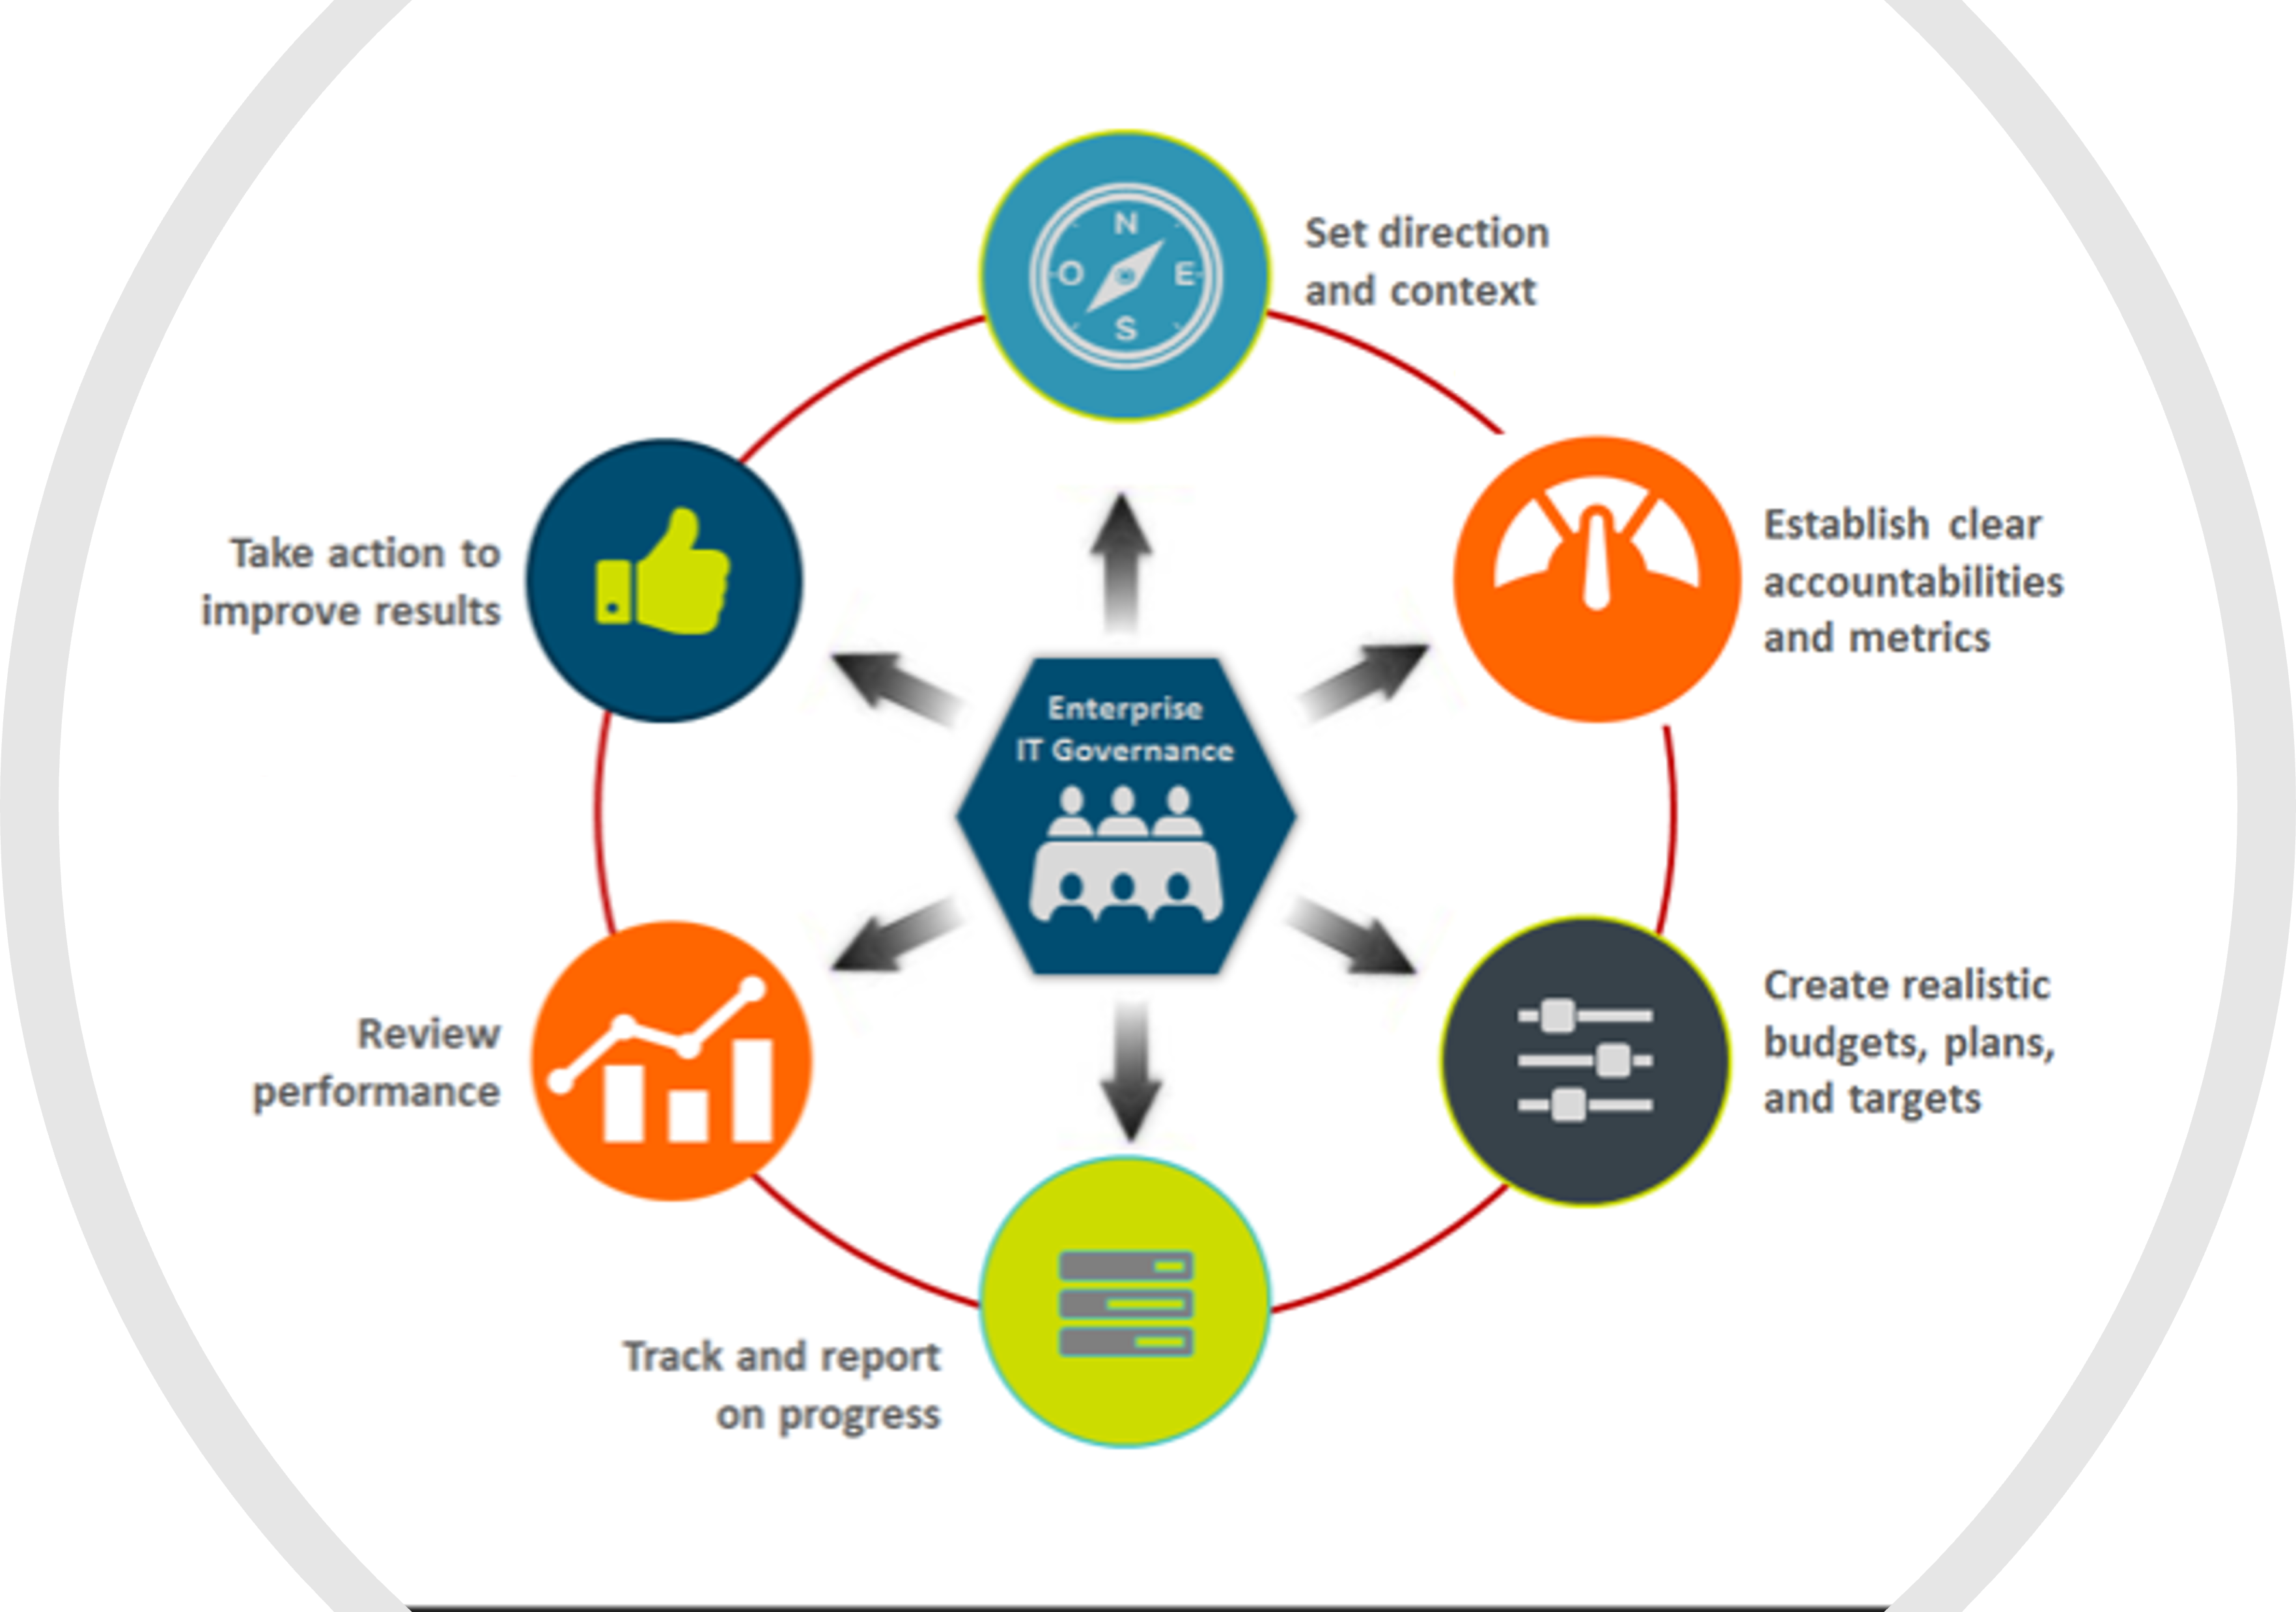 N
O
E
S
Set direction
and context
Establish clear
accountabilities
and metrics
Take action to
improve results
Enterprise
IT Governance
Create realistic
budgets, plans,
and targets
Review
performance
Track and report
on progress